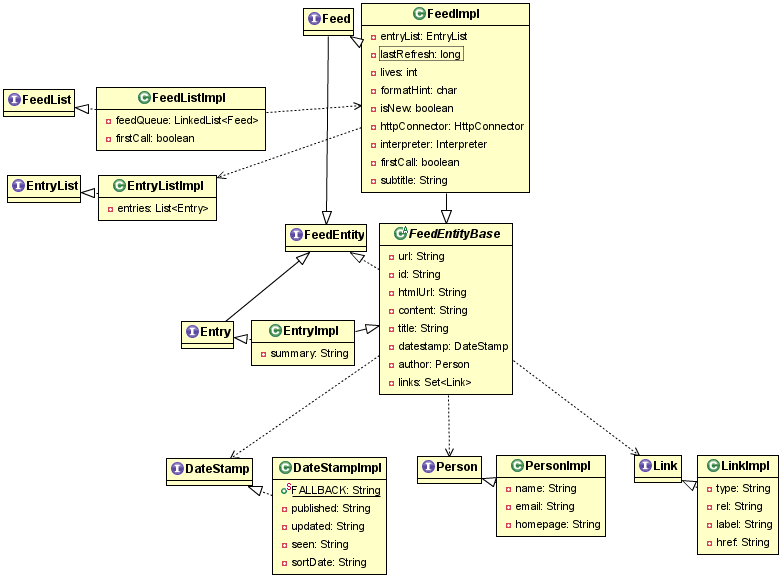 Feed
FeedImpl
entryList: EntryList
lastRefresh: long
lives: int
formatHint: char
isNew: boolean
httpConnector: HttpConnector
interpreter: Interpreter
firstCall: boolean
subtitle: String
FeedList
FeedListImpl
feedQueue: LinkedList<Feed>
firstCall: boolean
EntryList
EntryListImpl
entries: List<Entry>
FeedEntity
FeedEntityBase
url: String
id: String
htmlUrl: String
content: String
title: String
datestamp: DateStamp
author: Person
links: Set<Link>
Entry
EntryImpl
summary: String
DateStamp
DateStampImpl
FALLBACK: String
published: String
updated: String
seen: String
sortDate: String
Person
PersonImpl
name: String
email: String
homepage: String
Link
LinkImpl
type: String
rel: String
label: String
href: String